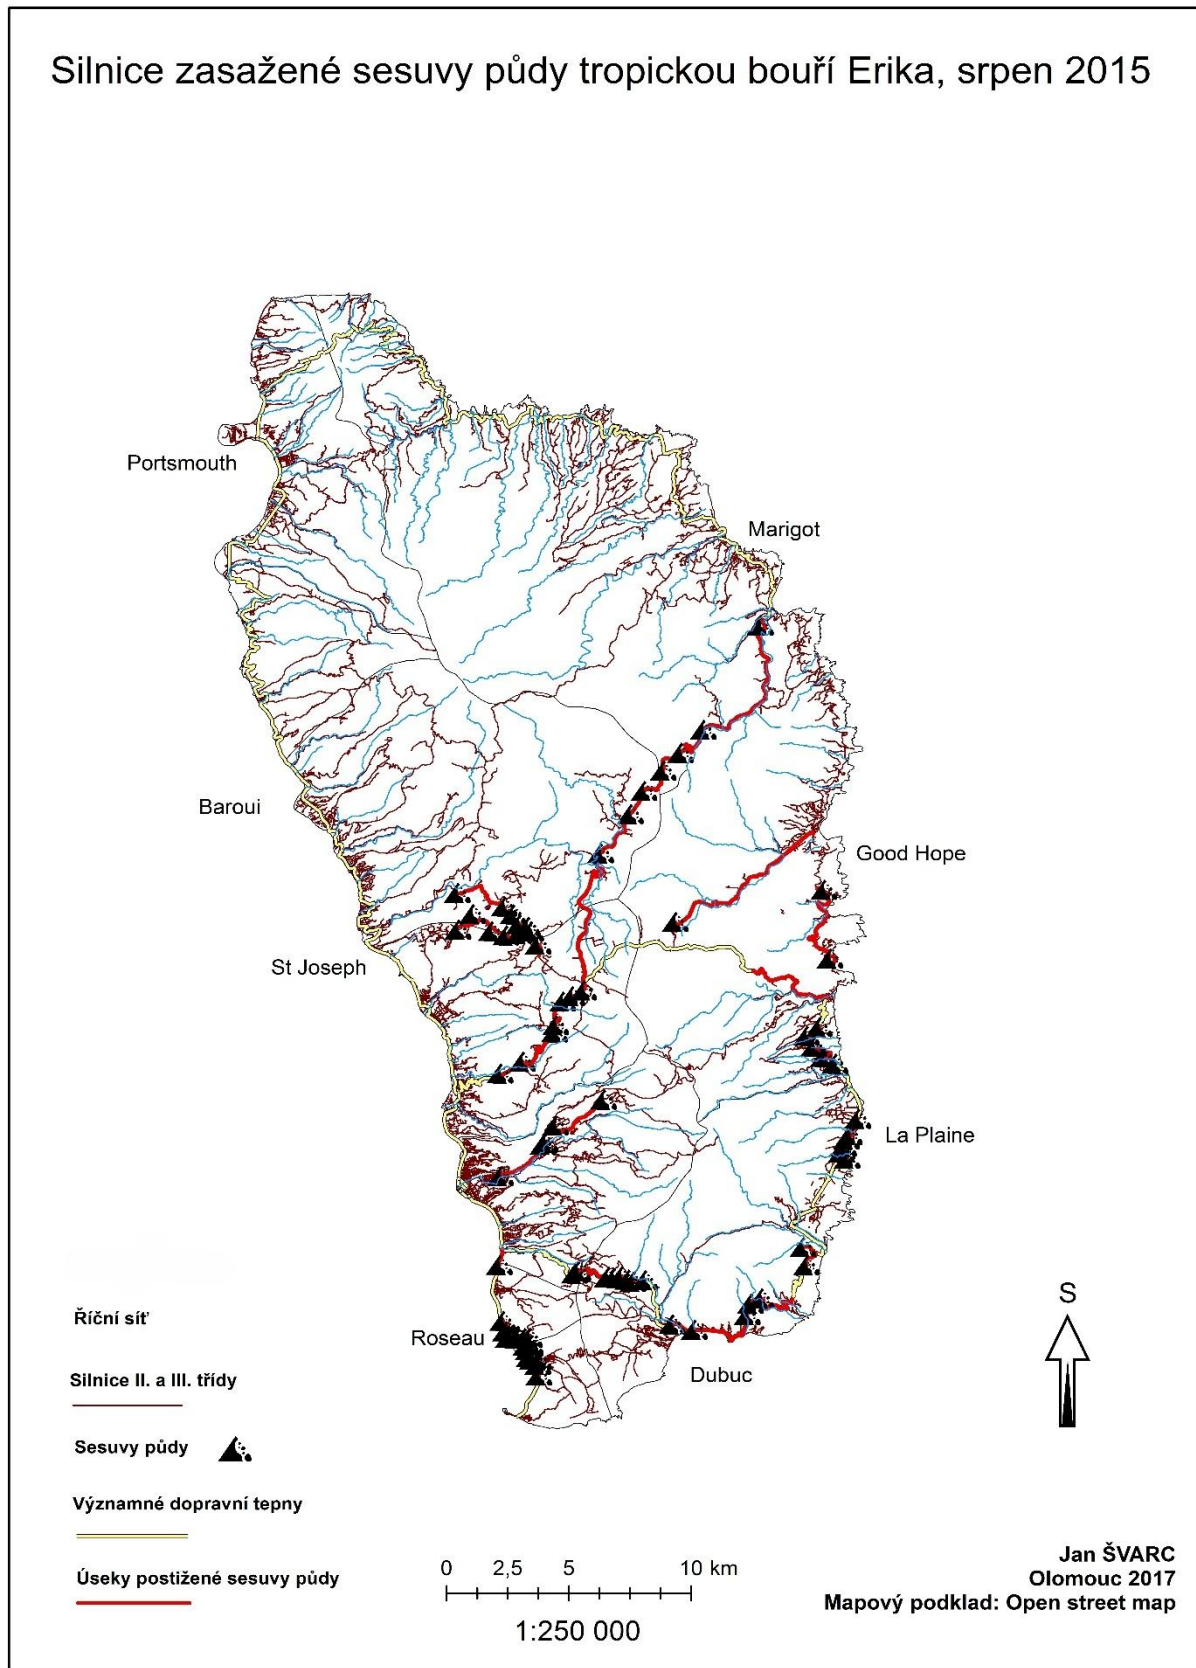 Silnice zasažené sesuvy půdy tropickou bouří Erika, srpen 2015
Portsmouth
Marigot
Baroui
Good Hope
St Joseph
La Plaine
Roseau
Dubuc
S
Říční síť
Silnice II. a III. třídy
Sesuvy půdy
Významné dopravní tepny
Úseky postižené sesuvy půdy
0 2,5 5 10 km
1:250 000
Jan ŠVARC
Olomouc 2017
Mapový podklad: Open street map